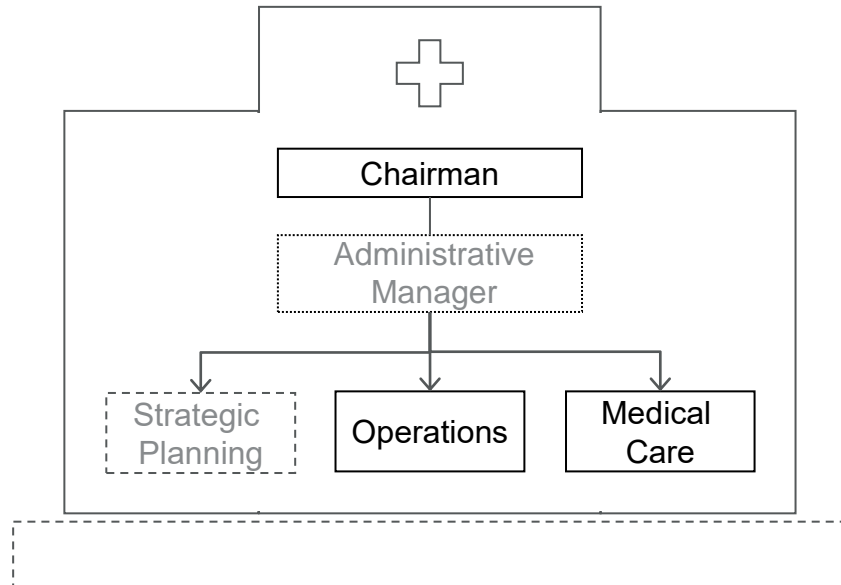 Chairman
Administrative
Manager
Strategic
Planning
Operations
Medical
Care